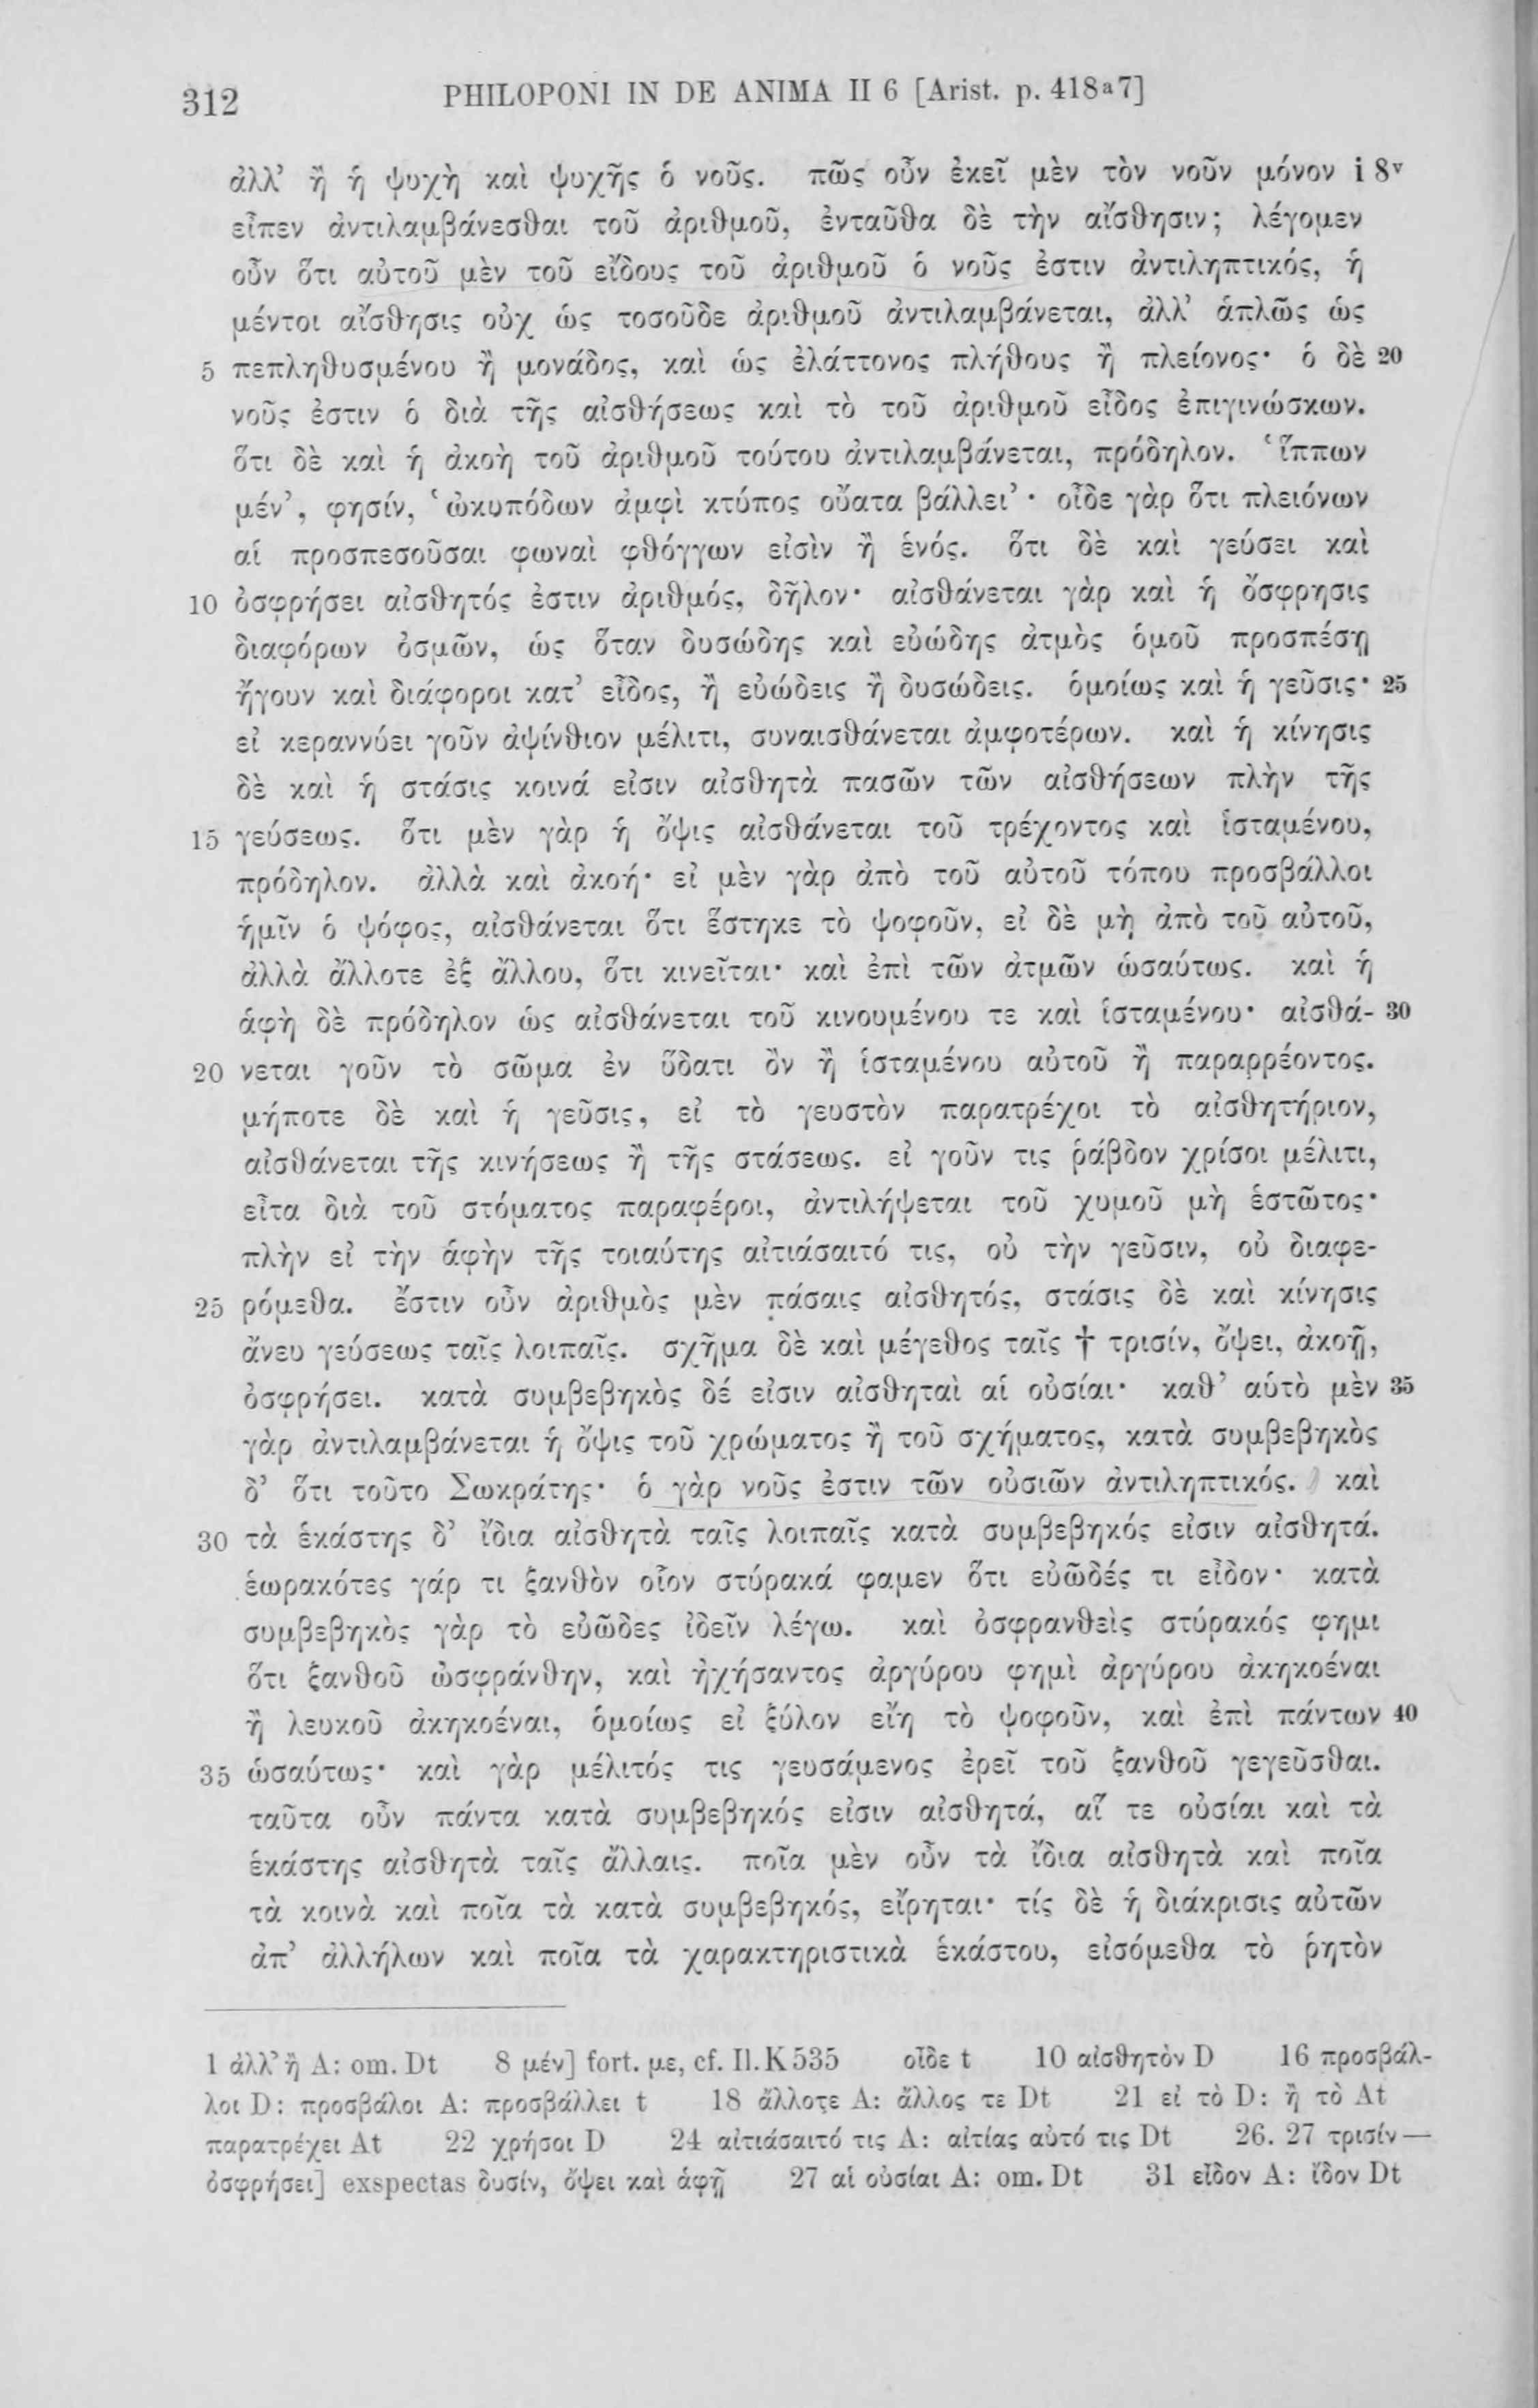 312 PHILOPONI IN DE ANIMA II 6 [Arist. p. 418a7]
ἀλλ’ ἢ ἡ ψυχὴ καὶ ψυχῆς ὁ νοῦς. πῶς οὖν ἐκεῖ μὲν τὸν νοῦν μόνον i 8v
εἶπεν ἀντιλαμβάνεσθαι τοῦ ἀριθμοῦ, ἐνταῦθα δὲ τὴν αἴσθησιν; λέγομεν
οὖν ὅτι αὐτοῦ μὲν τοῦ εἴδους τοῦ ἀριθμοῦ ὁ νοῦς ἐστιν ἀντιληπτικός, ἡ
μέντοι αἴσθησις οὐχ ὡς τοσοῦδε ἀριθμοῦ ἀντιλαμβάνεται, ἀλλ’ ἁπλῶς ὡς
5 πεπληθυσμένου ἢ μονάδος, καὶ ὡς ἐλάττονος πλήθους ἢ πλείονος· ὁ δὲ 20
νοῦς ἐστιν ὁ διὰ τῆς αἰσθήσεως καὶ τὸ τοῦ ἀριθμοῦ εἶδος ἐπιγινώσκων.
ὅτι δὲ καὶ ἡ ἀκοὴ τοῦ ἀριθμοῦ τούτου ἀντιλαμβάνεται, πρόδηλον. ‘ἵππων
μέν’, φησίν, ‘ὠκυπόδων ἀμφὶ κτύπος οὔατα βάλλει’· οἶδε γὰρ ὅτι πλειόνων
αἱ προσπεσοῦσαι φωναὶ φθόγγων εἰσὶν ἢ ἑνός. ὅτι δὲ καὶ γεύσει καὶ
10 ὀσφρήσει αἰσθητός ἐστιν ἀριθμός, δῆλον· αἰσθάνεται γὰρ καὶ ἡ ὄσφρησις
διαφόρων ὀσμῶν, ὡς ὅταν δυσώδης καὶ εὐώδης ἀτμὸς ὁμοῦ προσπέσῃ
ἤγουν καὶ διάφοροι κατ’ εἶδος, ἢ εὐώδεις ἢ δυσώδεις. ὁμοίως καὶ ἡ γεῦσις· 25
εἰ κεραννύει γοῦν ἀψίνθιον μέλιτι, συναισθάνεται ἀμφοτέρων. καὶ ἡ κίνησις
δὲ καὶ ἡ στάσις κοινά εἰσιν αἰσθητὰ πασῶν τῶν αἰσθήσεων πλὴν τῆς
15 γεύσεως. ὅτι μὲν γὰρ ἡ ὄψις αἰσθάνεται τοῦ τρέχοντος καὶ ἱσταμένου,
πρόδηλον. ἀλλὰ καὶ ἀκοή· εἰ μὲν γὰρ ἀπὸ τοῦ αὐτοῦ τόπου προσβάλλοι
ἡμῖν ὁ ψόφος, αἰσθάνεται ὅτι ἕστηκε τὸ ψοφοῦν, εἰ δὲ μὴ ἀπὸ τοῦ αὐτοῦ,
ἀλλὰ ἄλλοτε ἐξ ἄλλου, ὅτι κινεῖται· καὶ ἐπὶ τῶν ἀτμῶν ὡσαύτως. καὶ ἡ
ἁφὴ δὲ πρόδηλον ὡς αἰσθάνεται τοῦ κινουμένου τε καὶ ἱσταμένου· αἰσθά- 30
20 νεται γοῦν τὸ σῶμα ἐν ὕδατι ὂν ἢ ἱσταμένου αὐτοῦ ἢ παραρρέοντος.
μήποτε δὲ καὶ ἡ γεῦσις, εἰ τὸ γευστὸν παρατρέχοι τὸ αἰσθητήριον,
αἰσθάνεται τῆς κινήσεως ἢ τῆς στάσεως. εἰ γοῦν τις ῥάβδον χρίσοι μέλιτι,
εἶτα διὰ τοῦ στόματος παραφέροι, ἀντιλήψεται τοῦ χυμοῦ μὴ ἑστῶτος·
πλὴν εἰ τὴν ἁφὴν τῆς τοιαύτης αἰτιάσαιτό τις, οὐ τὴν γεῦσιν, οὐ διαφε-
25 ρόμεθα. ἔστιν οὖν ἀριθμὸς μὲν πάσαις αἰσθητός, στάσις δὲ καὶ κίνησις
ἄνευ γεύσεως ταῖς λοιπαῖς. σχῆμα δὲ καὶ μέγεθος ταῖς † τρισίν, ὄψει, ἀκοῇ,
ὀσφρήσει. κατὰ συμβεβηκὸς δέ εἰσιν αἰσθηταὶ αἱ οὐσίαι· καθ’ αὑτὸ μὲν 35
γὰρ ἀντιλαμβάνεται ἡ ὄψις τοῦ χρώματος ἢ τοῦ σχήματος, κατὰ συμβεβηκὸς
δ’ ὅτι τοῦτο Σωκράτης· ὁ γὰρ νοῦς ἐστιν τῶν οὐσιῶν ἀντιληπτικός. καὶ
30 τὰ ἑκάστης δ’ ἴδια αἰσθητὰ ταῖς λοιπαῖς κατὰ συμβεβηκός εἰσιν αἰσθητά.
ἑωρακότες γάρ τι ξανθὸν οἷον στύρακά φαμεν ὅτι εὐῶδές τι εἶδον· κατὰ
συμβεβηκὸς γὰρ τὸ εὐῶδες ἰδεῖν λέγω. καὶ ὀσφρανθεὶς στύρακός φημι
ὅτι ξανθοῦ ὠσφράνθην, καὶ ἠχήσαντος ἀργύρου φημὶ ἀργύρου ἀκηκοέναι
ἢ λευκοῦ ἀκηκοέναι, ὁμοίως εἰ ξύλον εἴη τὸ ψοφοῦν, καὶ ἐπὶ πάντων 40
35 ὡσαύτως· καὶ γὰρ μέλιτός τις γευσάμενος ἐρεῖ τοῦ ξανθοῦ γεγεῦσθαι.
ταῦτα οὖν πάντα κατὰ συμβεβηκός εἰσιν αἰσθητά, αἵ τε οὐσίαι καὶ τὰ
ἑκάστης αἰσθητὰ ταῖς ἄλλαις. ποῖα μὲν οὖν τὰ ἴδια αἰσθητὰ καὶ ποῖα
τὰ κοινὰ καὶ ποῖα τὰ κατὰ συμβεβηκός, εἴρηται· τίς δὲ ἡ διάκρισις αὐτῶν
ἀπ’ ἀλλήλων καὶ ποῖα τὰ χαρακτηριστικὰ ἑκάστου, εἰσόμεθα τὸ ῥητὸν
1 ἀλλ’ ἢ A: om. Dt 8 μέν] fort. με, cf. Il. K 535 οἶδε t 10 αἰσθητὸν D 16 προσβάλ-
λοι D: προσβάλοι A: προσβάλλει t 18 ἄλλοτε A: ἄλλος τε Dt 21 εἰ τὸ D: ἢ τὸ At
παρατρέχει At 22 χρήσοι D 24 αἰτιάσαιτό τις A: αἰτίας αὐτό τις Dt 26. 27 τρισίν —
ὀσφρήσει] exspectas δυσίν, ὄψει καὶ ἁφῇ 27 αἱ οὐσίαι A: om. Dt 31 εἶδον A: ἴδον Dt